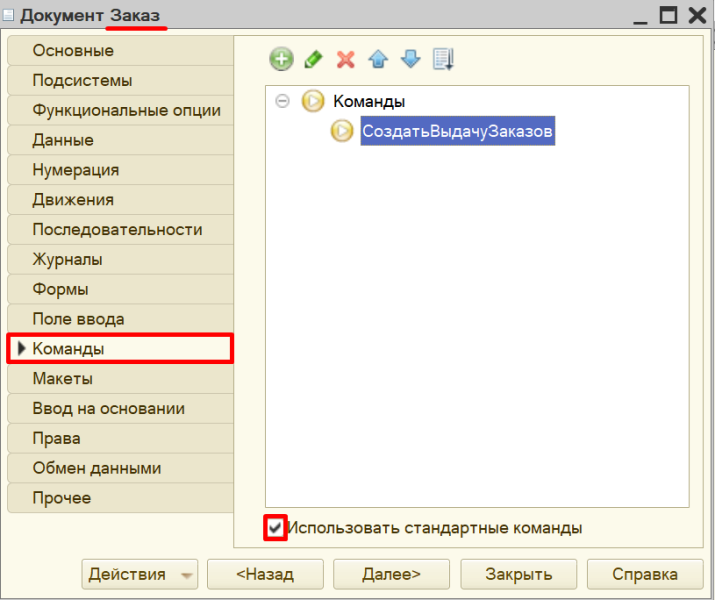 Документ Заказ
Основные
Подсистемы
Функциональные опции
Данные
Нумерация
Движения
Последовательности
Журналы
Формы
Поле ввода
Команды
Макеты
Ввод на основании
Права
Обмен данными
Прочее
Команды
СоздатьВыдачуЗаказов
Использовать стандартные команды
Действия
<Назад
Далее>
Закрыть
Справка